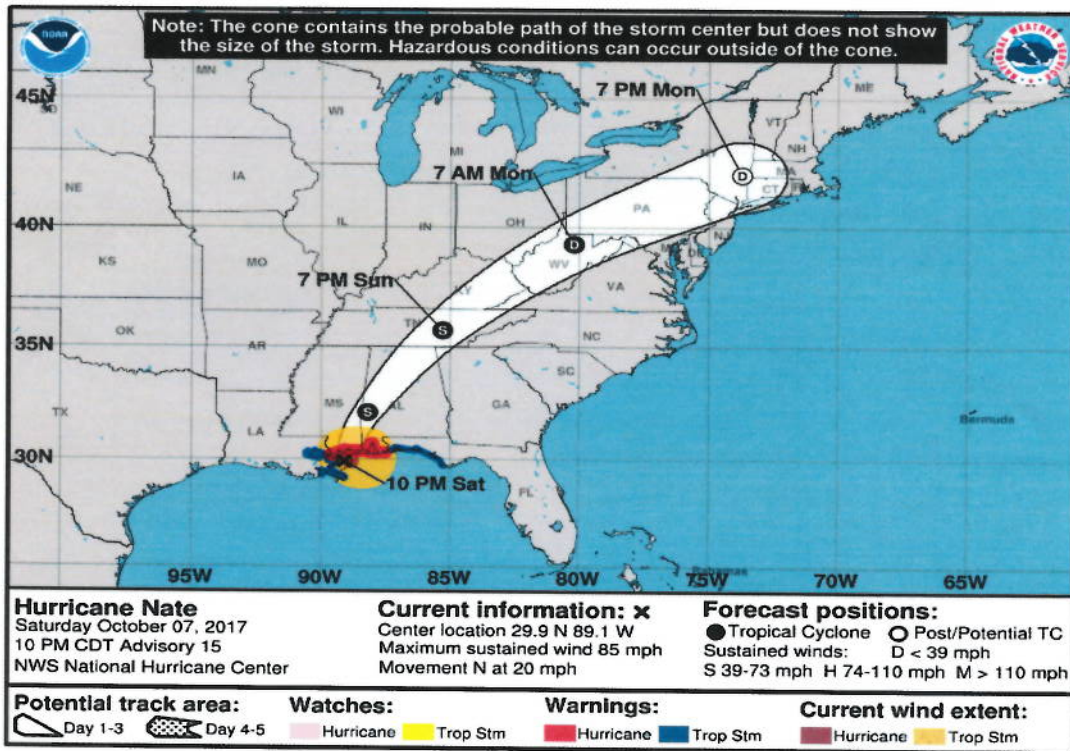 Note: The cone contains the probable path of the storm center but does not show
the size of the storm. Hazardous conditions can occur outside of the cone.
NOAA
NATIONAL WEATHER SERVICE
MN
ME
45N
7 PM Mon
WI
VT
NH
MI
NY
MA
NE
IA
7 AM Mon
CT
RI
PA
40N
IL
IN
OH
NJ
KS
MO
WV
DE
VA
7 PM Sun
KY
OK
TN
NC
35N
AR
SC
MS
AL
GA
TX
LA
Bermuda
30N
10 PM Sat
FL
95W 90W 85W 80W 75W 70W 65W
Bahamas
Hurricane Nate
Saturday October 07, 2017
10 PM CDT Advisory 15
NWS National Hurricane Center
Current information: x
Center location 29.9 N 89.1 W
Maximum sustained wind 85 mph
Movement N at 20 mph
Forecast positions:
Tropical Cyclone Post/Potential TC
Sustained winds: D < 39 mph
S 39-73 mph H 74-110 mph M > 110 mph
Potential track area:
Day 1-3 Day 4-5
Watches:
Hurricane Trop Stm
Warnings:
Hurricane Trop Stm
Current wind extent:
Hurricane Trop Stm